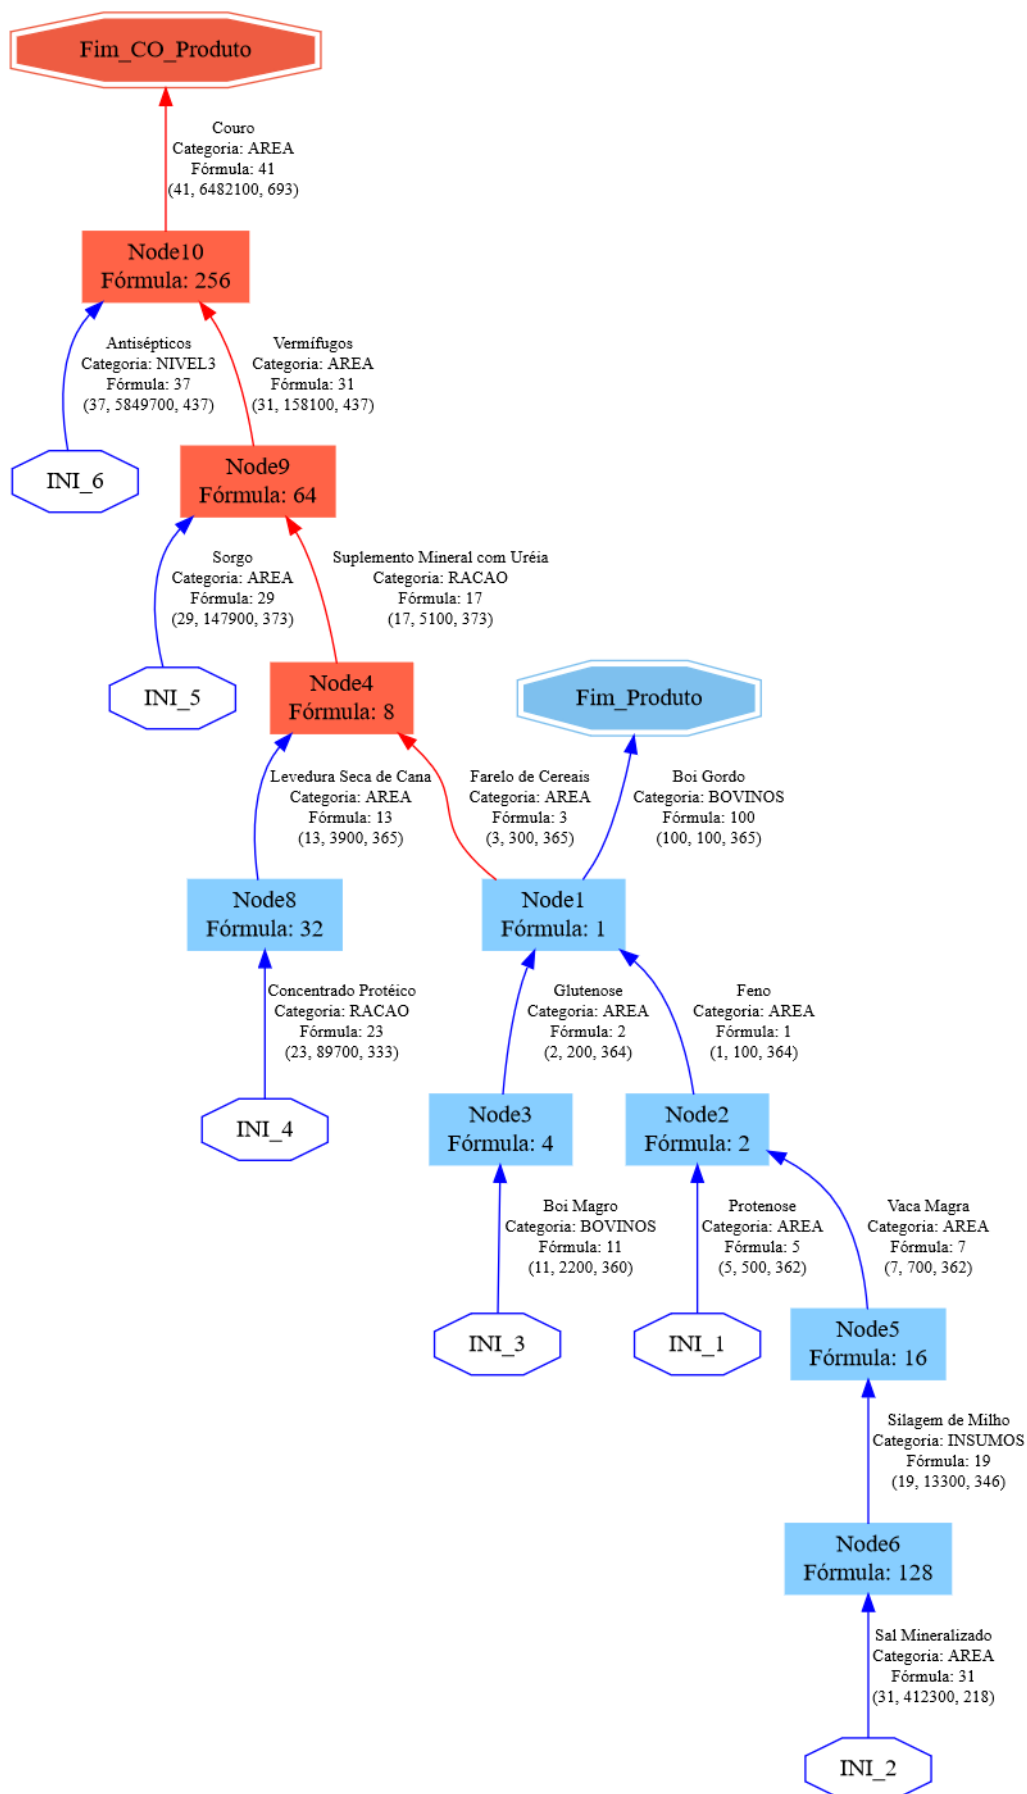 Fim_CO_Produto
Couro
Categoria: AREA
Fórmula: 41
(41, 6482100, 693)
Node10
Fórmula: 256
Antisépticos
Categoria: NIVEL3
Fórmula: 37
(37, 5849700, 437)
Vermífugos
Categoria: AREA
Fórmula: 31
(31, 158100, 437)
INI_6
Node9
Fórmula: 64
Sorgo
Categoria: AREA
Fórmula: 29
(29, 147900, 373)
Suplemento Mineral com Uréia
Categoria: RACAO
Fórmula: 17
(17, 5100, 373)
INI_5
Node4
Fórmula: 8
Fim_Produto
Levedura Seca de Cana
Categoria: AREA
Fórmula: 13
(13, 3900, 365)
Farelo de Cereais
Categoria: AREA
Fórmula: 3
(3, 300, 365)
Boi Gordo
Categoria: BOVINOS
Fórmula: 100
(100, 100, 365)
Node8
Fórmula: 32
Node1
Fórmula: 1
Concentrado Protéico
Categoria: RACAO
Fórmula: 23
(23, 89700, 333)
Glutenose
Categoria: AREA
Fórmula: 2
(2, 200, 364)
Feno
Categoria: AREA
Fórmula: 1
(1, 100, 364)
INI_4
Node3
Fórmula: 4
Node2
Fórmula: 2
Boi Magro
Categoria: BOVINOS
Fórmula: 11
(11, 2200, 360)
Protenose
Categoria: AREA
Fórmula: 5
(5, 500, 362)
Vaca Magra
Categoria: AREA
Fórmula: 7
(7, 700, 362)
INI_3
INI_1
Node5
Fórmula: 16
Silagem de Milho
Categoria: INSUMOS
Fórmula: 19
(19, 13300, 346)
Node6
Fórmula: 128
Sal Mineralizado
Categoria: AREA
Fórmula: 31
(31, 412300, 218)
INI_2